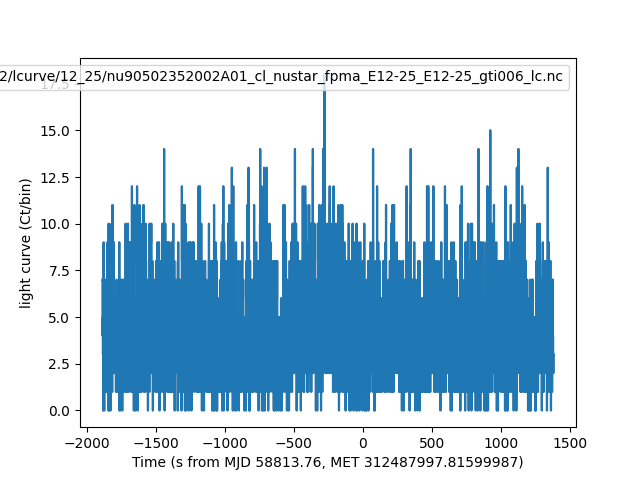 2/lcurve/12_25/nu90502352002A01_cl_nustar_fpma_E12-25_E12-25_gti006_lc.nc
17.5
15.0
12.5
10.0
7.5
5.0
2.5
0.0
light curve (Ct/bin)
−2000 −1500 −1000 −500 0 500 1000 1500
Time (s from MJD 58813.76, MET 312487997.81599987)